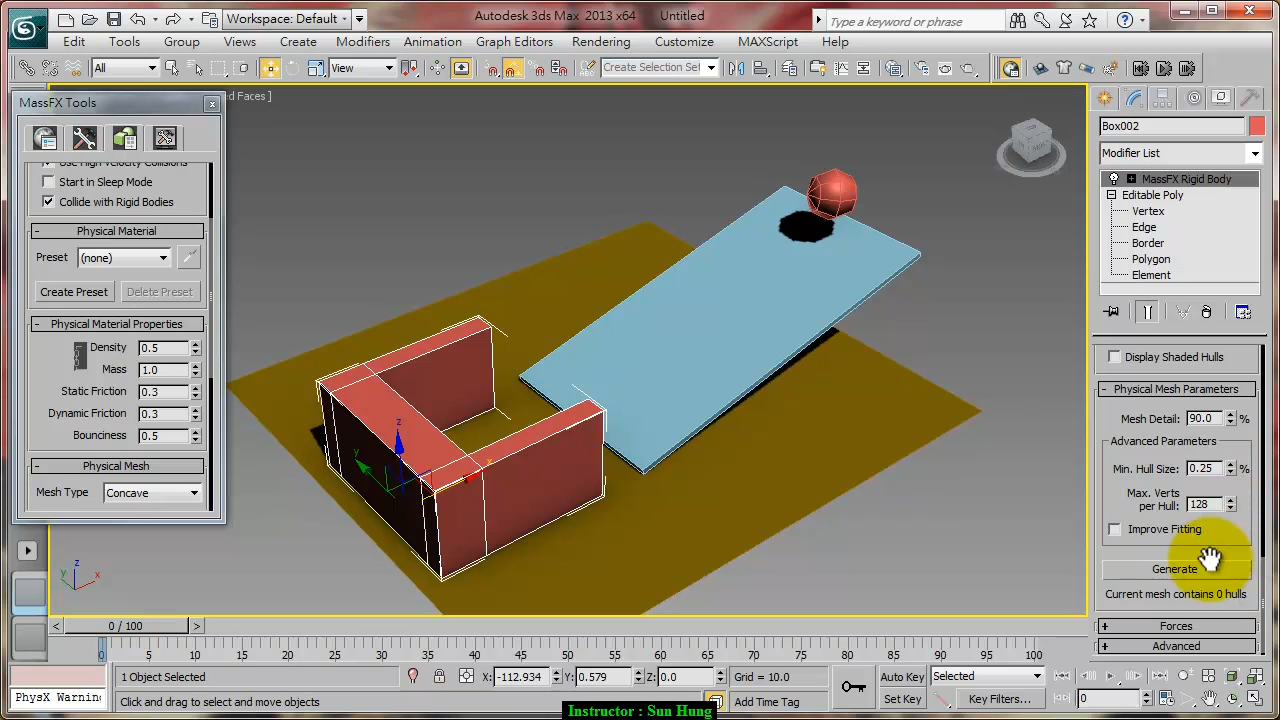 Workspace: Default
Autodesk 3ds Max 2013 x64 Untitled
Type a keyword or phrase
Edit Tools Group Views Create Modifiers Animation Graph Editors Rendering Customize MAXScript Help
All
View
Create Selection Set
MassFX Tools
ed Faces ]
Use High Velocity Collisions
Start in Sleep Mode
Collide with Rigid Bodies
Physical Material
Preset (none)
Create Preset Delete Preset
Physical Material Properties
Density 0.5
Mass 1.0
Static Friction 0.3
Dynamic Friction 0.3
Bounciness 0.5
Physical Mesh
Mesh Type Concave
Box002
Modifier List
MassFX Rigid Body
Editable Poly
Vertex
Edge
Border
Polygon
Element
Display Shaded Hulls
Physical Mesh Parameters
Mesh Detail: 90.0 %
Advanced Parameters
Min. Hull Size: 0.25 %
Max. Verts
per Hull: 128
Improve Fitting
Generate
Current mesh contains 0 hulls
Forces
Advanced
z
y
x
z
y
x
< 0 / 100 >
0 5 10 15 20 25 30 35 40 45 50 55 60 65 70 75 80 85 90 95 100
1 Object Selected
X: -112.934 Y: 0.579 Z: 0.0
Grid = 10.0
Auto Key Selected
PhysX Warning
Click and drag to select and move objects
Add Time Tag
Set Key Key Filters...
0
Instructor : Sun Hung